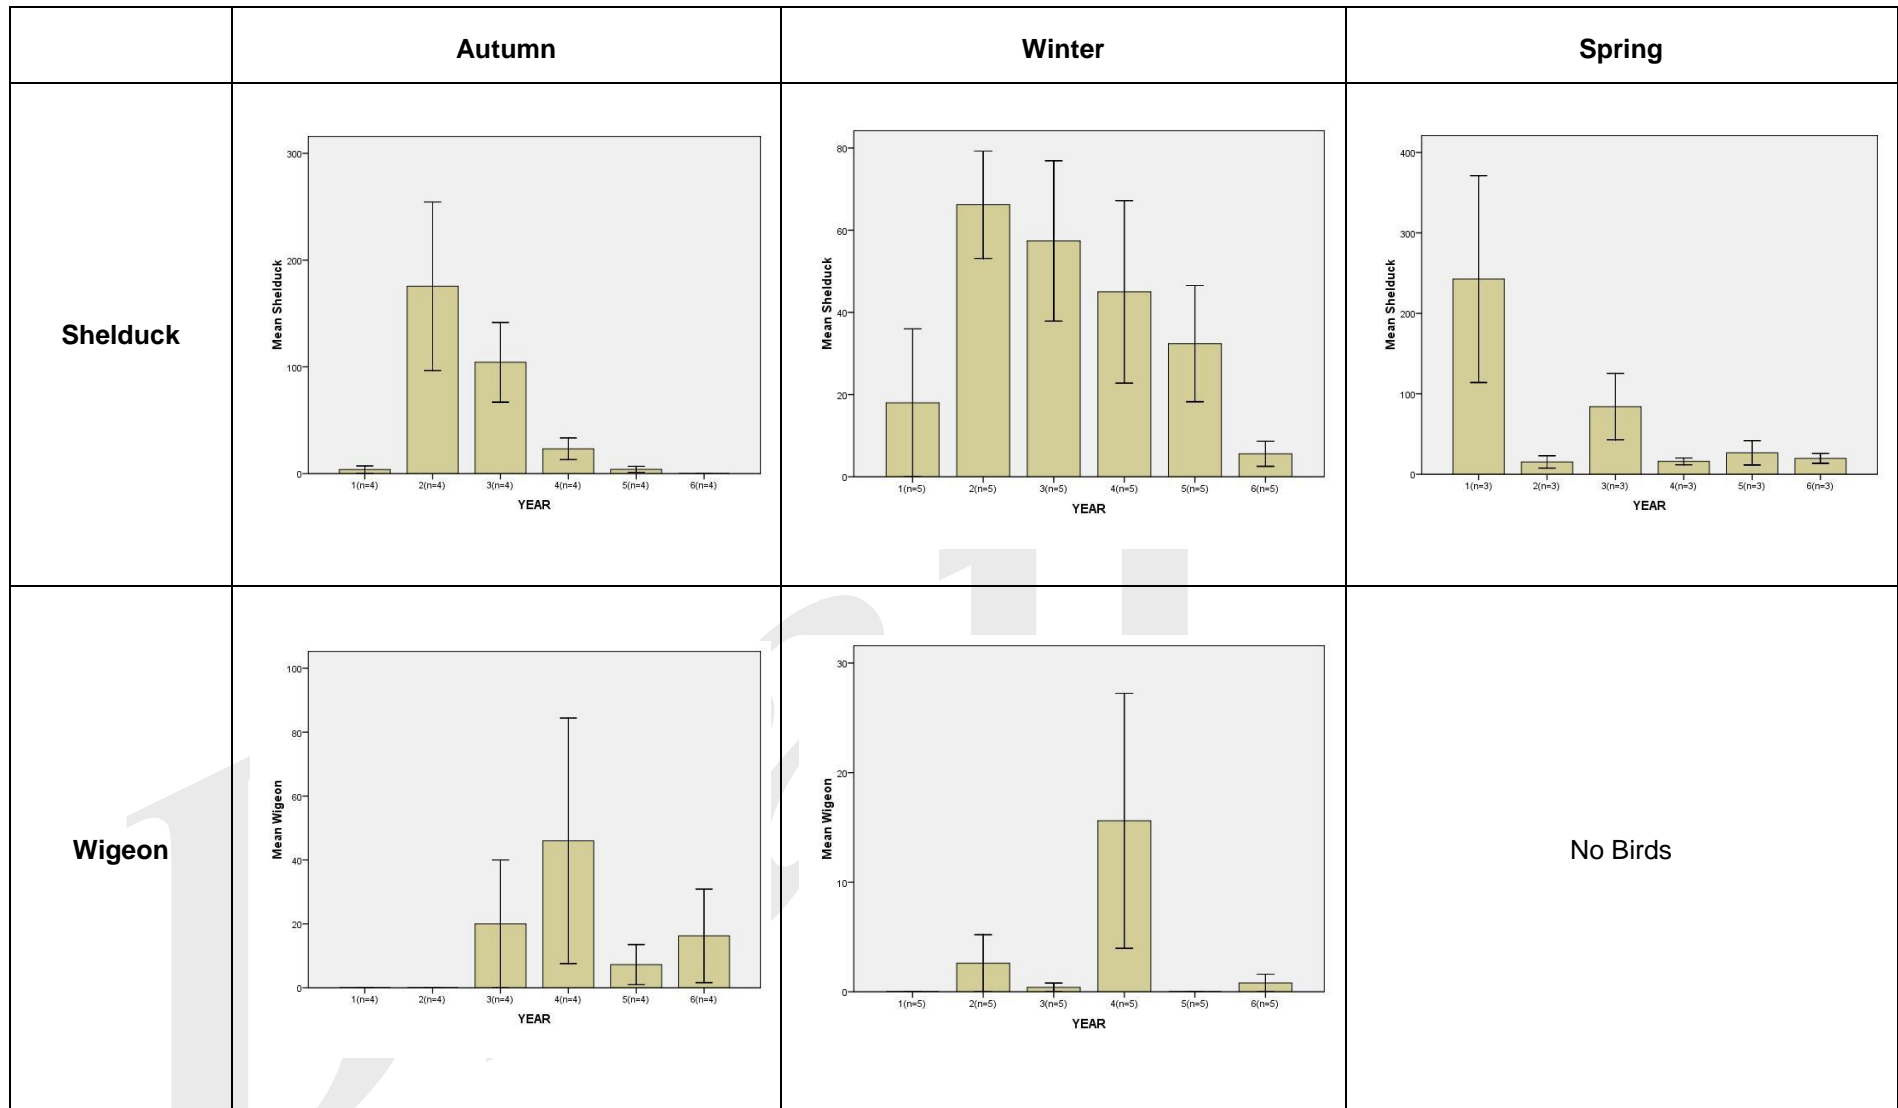 Autumn Winter Spring
Shelduck
300
200
100
0
Mean Shelduck
1(n=4) 2(n=4) 3(n=4) 4(n=4) 5(n=4) 6(n=4)
YEAR
80
60
40
20
0
Mean Shelduck
1(n=5) 2(n=5) 3(n=5) 4(n=5) 5(n=5) 6(n=5)
YEAR
400
300
200
100
0
Mean Shelduck
1(n=3) 2(n=3) 3(n=3) 4(n=3) 5(n=3) 6(n=3)
YEAR
Wigeon
100
80
60
40
20
0
Mean Wigeon
1(n=4) 2(n=4) 3(n=4) 4(n=4) 5(n=4) 6(n=4)
YEAR
30
20
10
0
Mean Wigeon
1(n=5) 2(n=5) 3(n=5) 4(n=5) 5(n=5) 6(n=5)
YEAR
No Birds